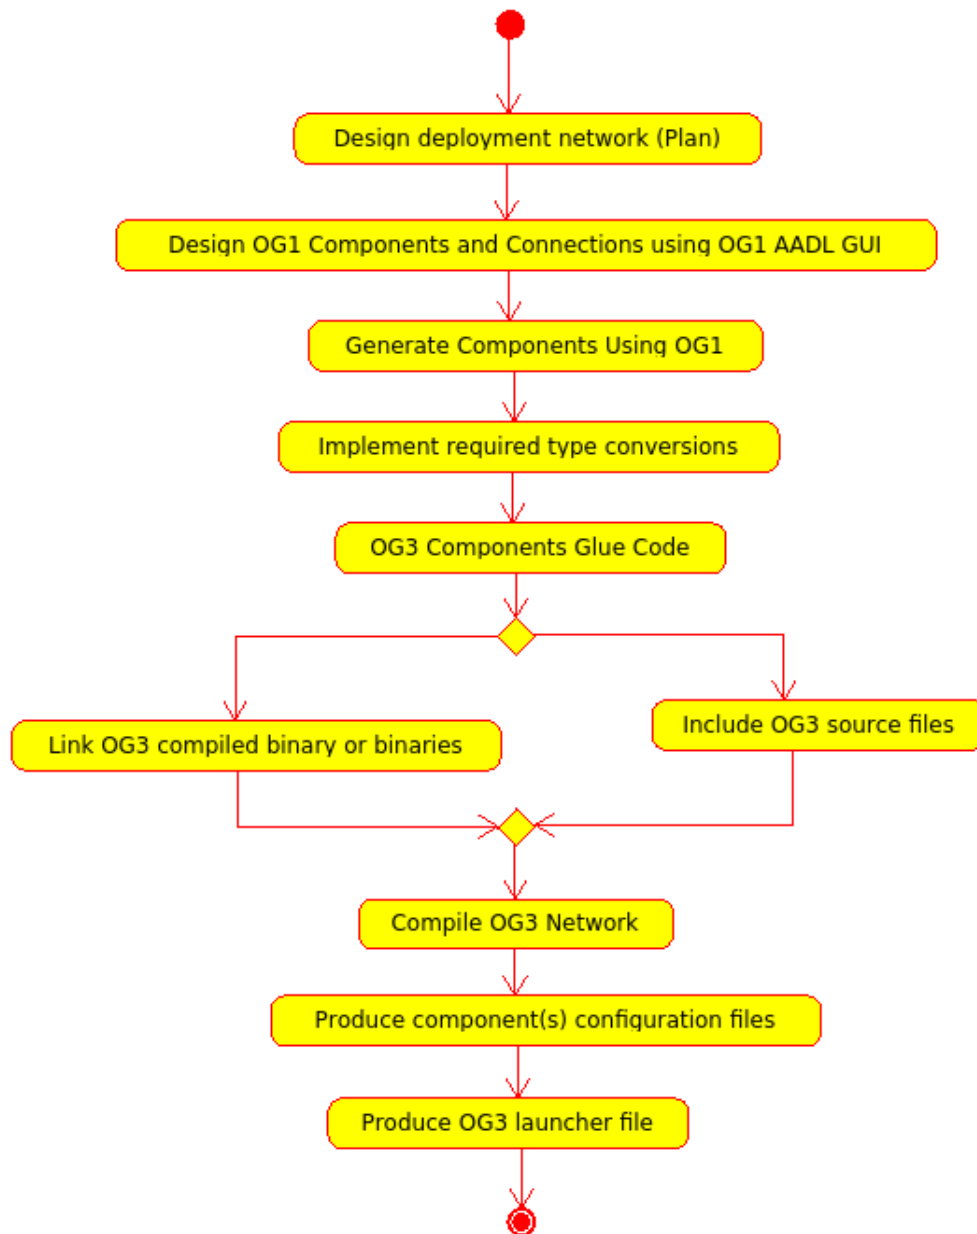 Design deployment network (Plan)
Design OG1 Components and Connections using OG1 AADL GUI
Generate Components Using OG1
Implement required type conversions
OG3 Components Glue Code
Link OG3 compiled binary or binaries
Include OG3 source files
Compile OG3 Network
Produce component(s) configuration files
Produce OG3 launcher file